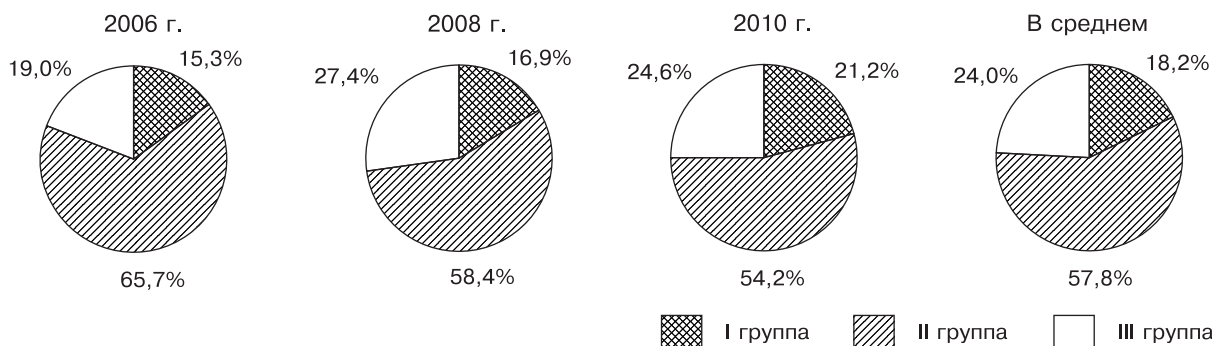 2006 г.
19,0%
15,3%
65,7%
2008 г.
27,4%
16,9%
58,4%
2010 г.
24,6%
21,2%
54,2%
В среднем
24,0%
18,2%
57,8%
I группа
II группа
III группа